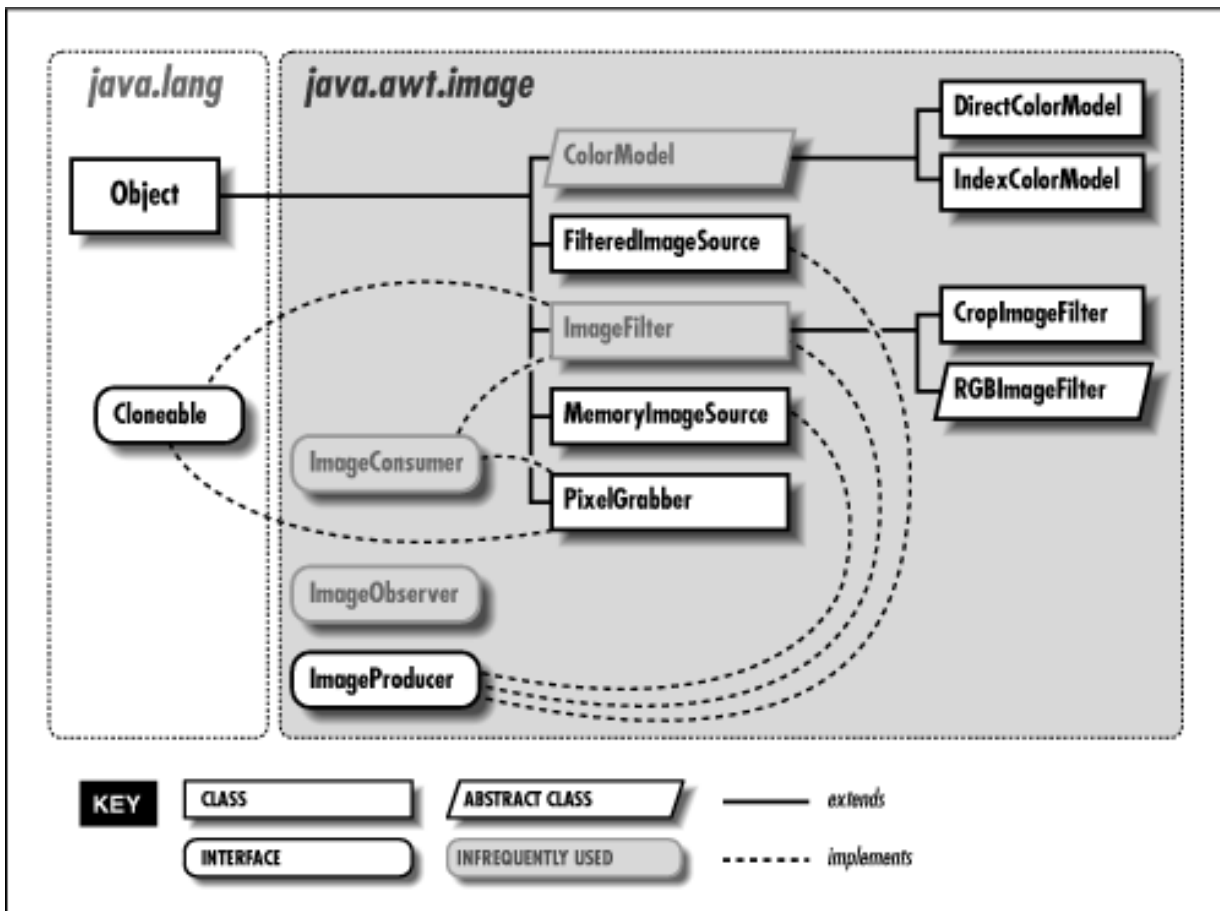 java.lang
java.awt.image
Object
Cloneable
ColorModel
FilteredImageSource
ImageFilter
MemoryImageSource
PixelGrabber
ImageConsumer
ImageObserver
ImageProducer
DirectColorModel
IndexColorModel
CropImageFilter
RGBImageFilter
KEY
CLASS
ABSTRACT CLASS
extends
INTERFACE
INFREQUENTLY USED
implements